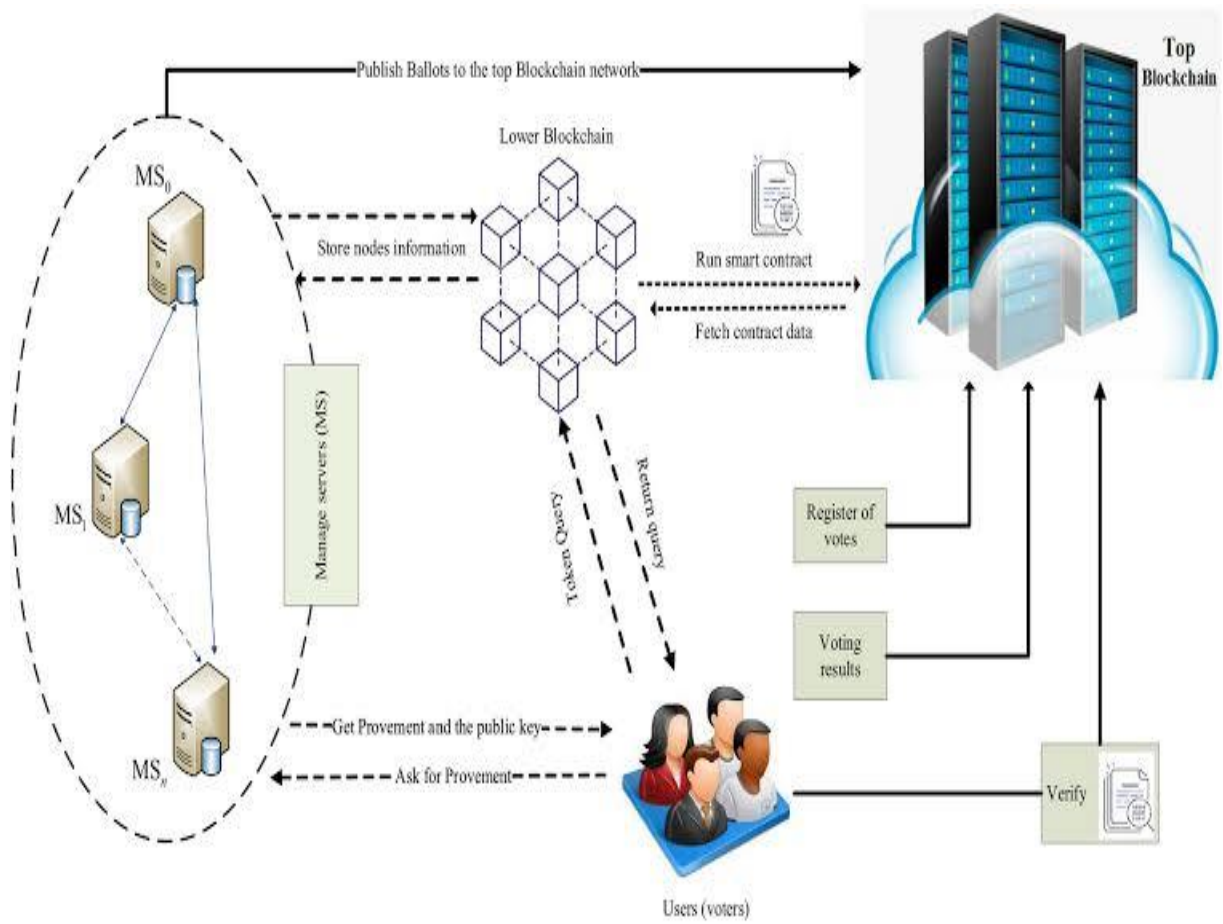 Publish Ballots to the top Blockchain network
Top
Blockchain
Lower Blockchain
MS0
Store nodes information
Run smart contract
Fetch contract data
Manage servers (MS)
MS1
Token Query
Return query
Register of
votes
Voting
results
Get Provement and the public key
Ask for Provement
MSn
Verify
Users (voters)